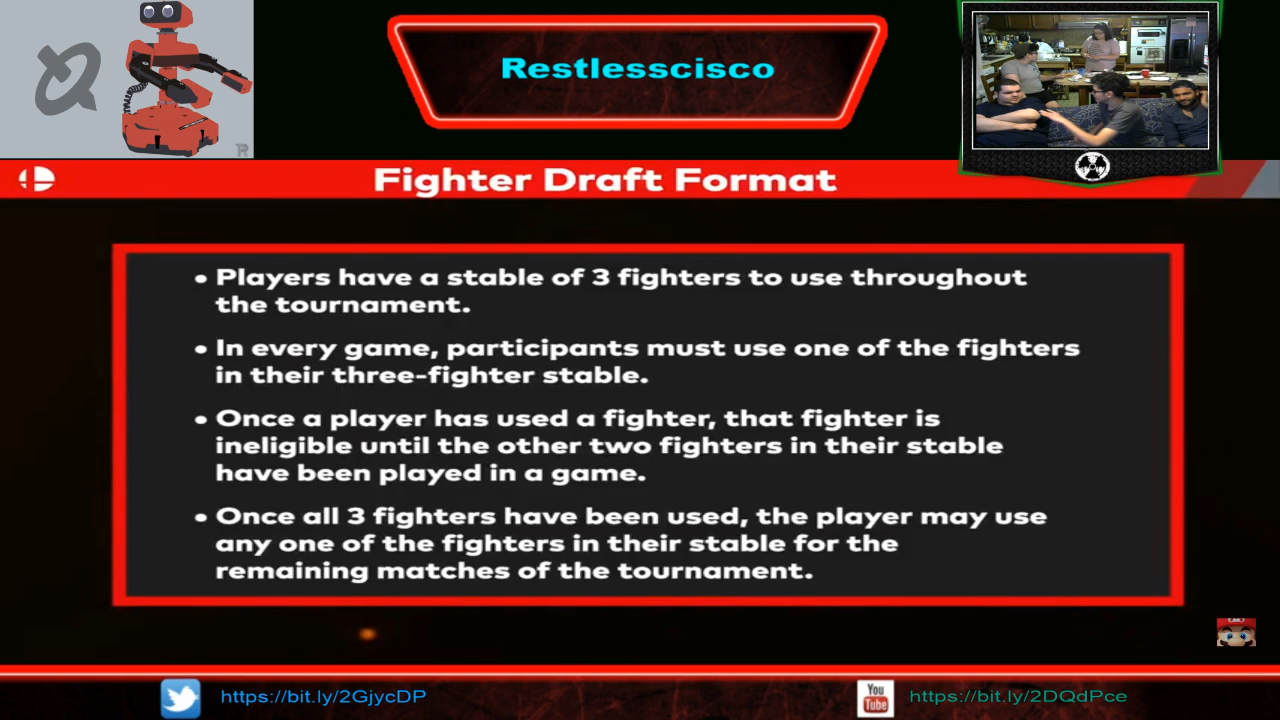 Restlesscisco
Fighter Draft Format
• Players have a stable of 3 fighters to use throughout
the tournament.
• In every game, participants must use one of the fighters
in their three-fighter stable.
• Once a player has used a fighter, that fighter is
ineligible until the other two fighters in their stable
have been played in a game.
• Once all 3 fighters have been used, the player may use
any one of the fighters in their stable for the
remaining matches of the tournament.
https://bit.ly/2GjycDP
You
Tube
https://bit.ly/2DQdPce